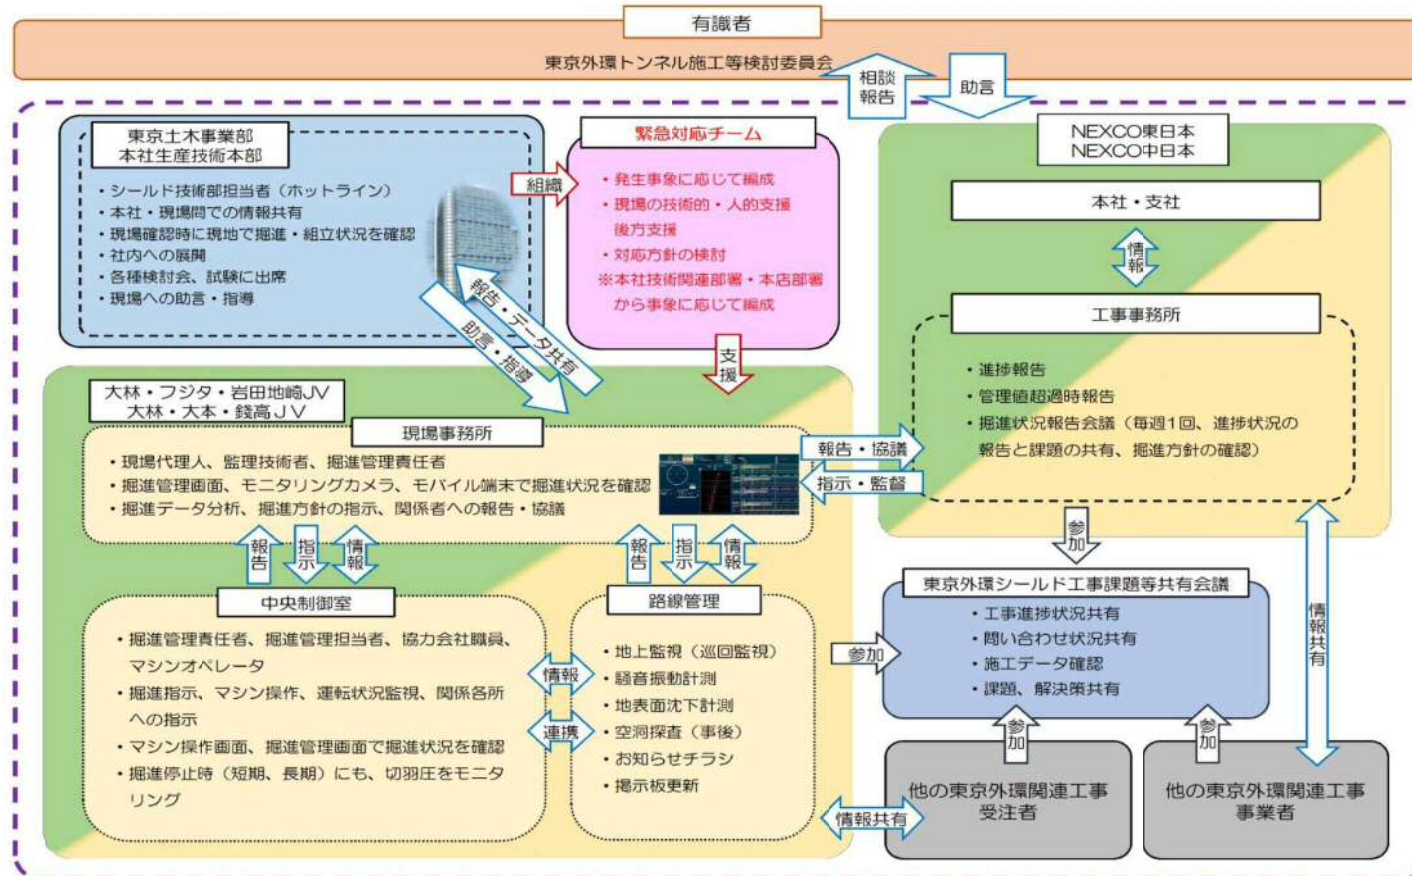 有識者
東京外環トンネル施工等検討委員会
相談
報告
助言
東京土木事業部
本社生産技術本部
・シールド技術部担当者（ホットライン）
・本社・現場間での情報共有
・現場確認時に現地で掘進・組立状況を確認
・社内への展開
・各種検討会、試験に出席
・現場への助言・指導
組織
緊急対応チーム
・発生事象に応じて編成
・現場の技術的・人的支援
後方支援
・対応方針の検討
※本社技術関連部署・本店部署
から事象に応じて編成
報告・データ共有
助言・指導
支援
NEXCO東日本
NEXCO中日本
本社・支社
情報
工事事務所
・進捗報告
・管理値超過時報告
・掘進状況報告会議（毎週1回、進捗状況の
報告と課題の共有、掘進方針の確認）
大林・フジタ・岩田地崎JV
大林・大本・錢高ＪＶ
現場事務所
・現場代理人、監理技術者、掘進管理責任者
・掘進管理画面、モニタリングカメラ、モバイル端末で掘進状況を確認
・掘進データ分析、掘進方針の指示、関係者への報告・協議
報告・協議
指示・監督
報告
指示
情報
報告
指示
情報
中央制御室
・掘進管理責任者、掘進管理担当者、協力会社職員、
マシンオペレータ
・掘進指示、マシン操作、運転状況監視、関係各所
への指示
・マシン操作画面、掘進管理画面で掘進状況を確認
・掘進停止時（短期、長期）にも、切羽圧をモニタ
リング
情報
連携
路線管理
・地上監視（巡回監視）
・騒音振動計測
・地表面沈下計測
・空洞探査（事後）
・お知らせチラシ
・掲示板更新
参加
参加
東京外環シールド工事課題等共有会議
・工事進捗状況共有
・問い合わせ状況共有
・施工データ確認
・課題、解決策共有
参加
参加
情報共有
情報共有
他の東京外環関連工事
受注者
他の東京外環関連工事
事業者